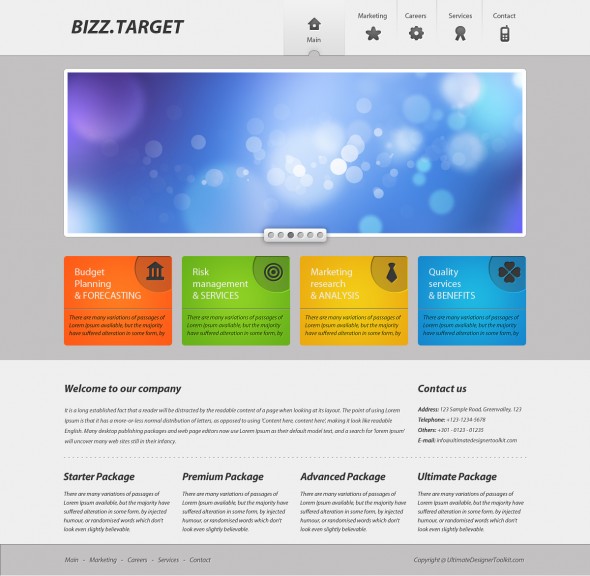 BIZZ.TARGET
Main
Marketing
Careers
Services
Contact
Budget
Planning
& FORECASTING
There are many variations of passages of
Lorem Ipsum available, but the majority
have suffered alteration in some form, by
Risk
management
& SERVICES
There are many variations of passages of
Lorem Ipsum available, but the majority
have suffered alteration in some form, by
Marketing
research
& ANALYSIS
There are many variations of passages of
Lorem Ipsum available, but the majority
have suffered alteration in some form, by
Quality
services
& BENEFITS
There are many variations of passages of
Lorem Ipsum available, but the majority
have suffered alteration in some form, by
Welcome to our company
It is a long established fact that a reader will be distracted by the readable content of a page when looking at its layout. The point of using Lorem
Ipsum is that it has a more-or-less normal distribution of letters, as opposed to using 'Content here, content here', making it look like readable
English. Many desktop publishing packages and web page editors now use Lorem Ipsum as their default model text, and a search for 'lorem ipsum'
will uncover many web sites still in their infancy.
Contact us
Address: 123 Sample Road, Greenvalley, 123
Telephone: +123-1234-5678
Others: +301 - 0123 - 01235
E-mail: info@ultimatedesignertoolkit.com
Starter Package
There are many variations of passages of
Lorem Ipsum available, but the majority have
suffered alteration in some form, by injected
humour, or randomised words which don't
look even slightly believable.
Premium Package
There are many variations of passages of
Lorem Ipsum available, but the majority have
suffered alteration in some form, by injected
humour, or randomised words which don't
look even slightly believable.
Advanced Package
There are many variations of passages of
Lorem Ipsum available, but the majority have
suffered alteration in some form, by injected
humour, or randomised words which don't
look even slightly believable.
Ultimate Package
There are many variations of passages of
Lorem Ipsum available, but the majority have
suffered alteration in some form, by injected
humour, or randomised words which don't
look even slightly believable.
Main - Marketing - Careers - Services - Contact
Copyright @ UltimateDesignerToolkit.com